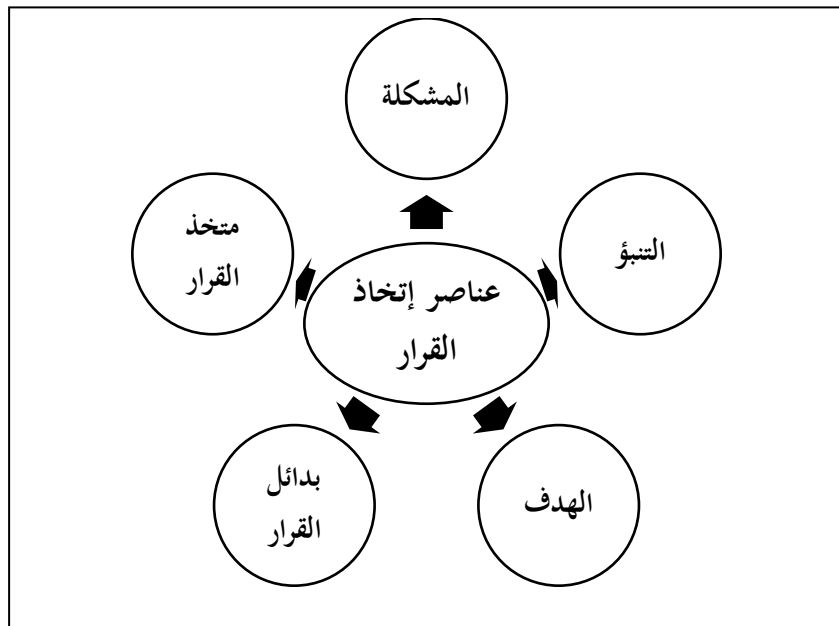 المشكلة
التنبؤ
متخذ
القرار
عناصر إتخاذ
القرار
الهدف
بدائل
القرار